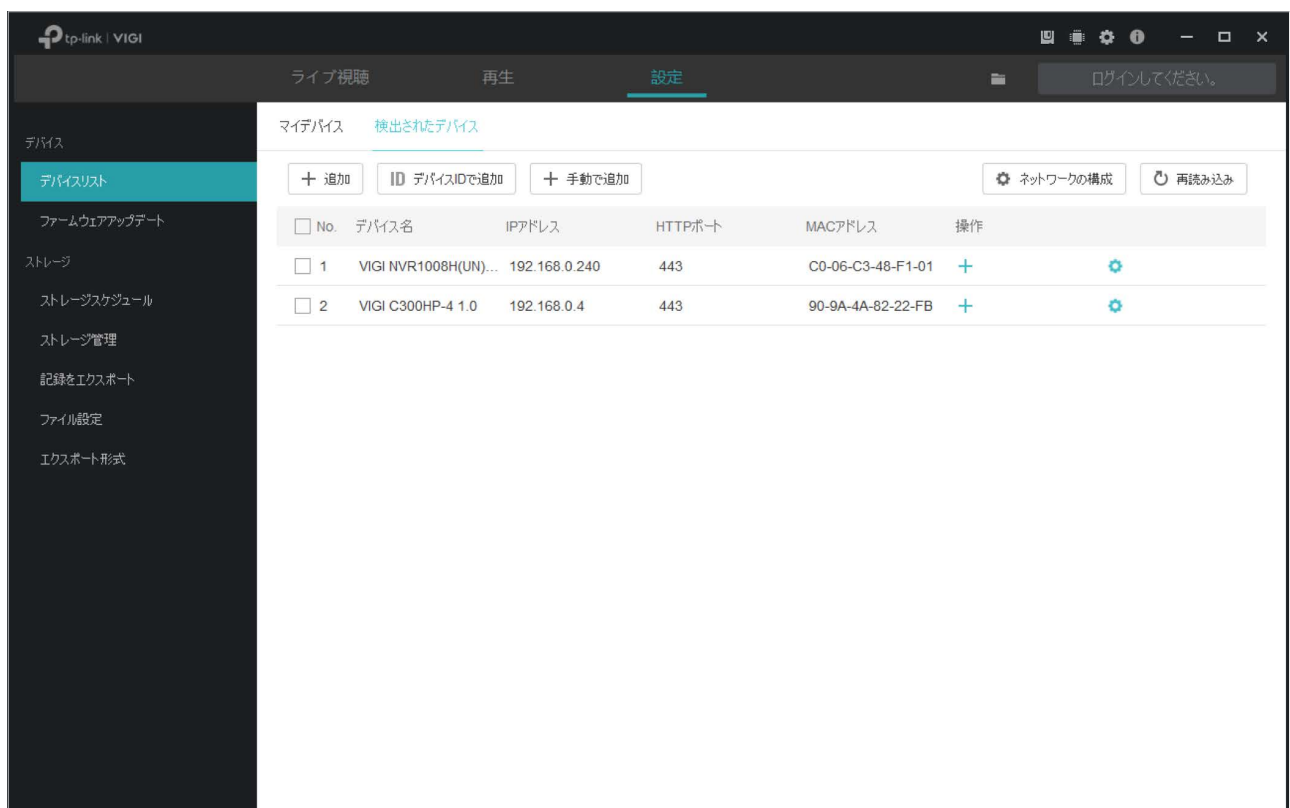 tp-link | VIGI
ライブ視聴 再生 設定 ログインしてください。
マイデバイス 検出されたデバイス
デバイス
デバイスリスト
ファームウェアアップデート
ストレージ
ストレージスケジュール
ストレージ管理
記録をエクスポート
ファイル設定
エクスポート形式
追加 ID デバイスIDで追加 手動で追加 ネットワークの構成 再読み込み
No. デバイス名 IPアドレス HTTPポート MACアドレス 操作
1 VIGI NVR1008H(UN)... 192.168.0.240 443 C0-06-C3-48-F1-01
2 VIGI C300HP-4 1.0 192.168.0.4 443 90-9A-4A-82-22-FB